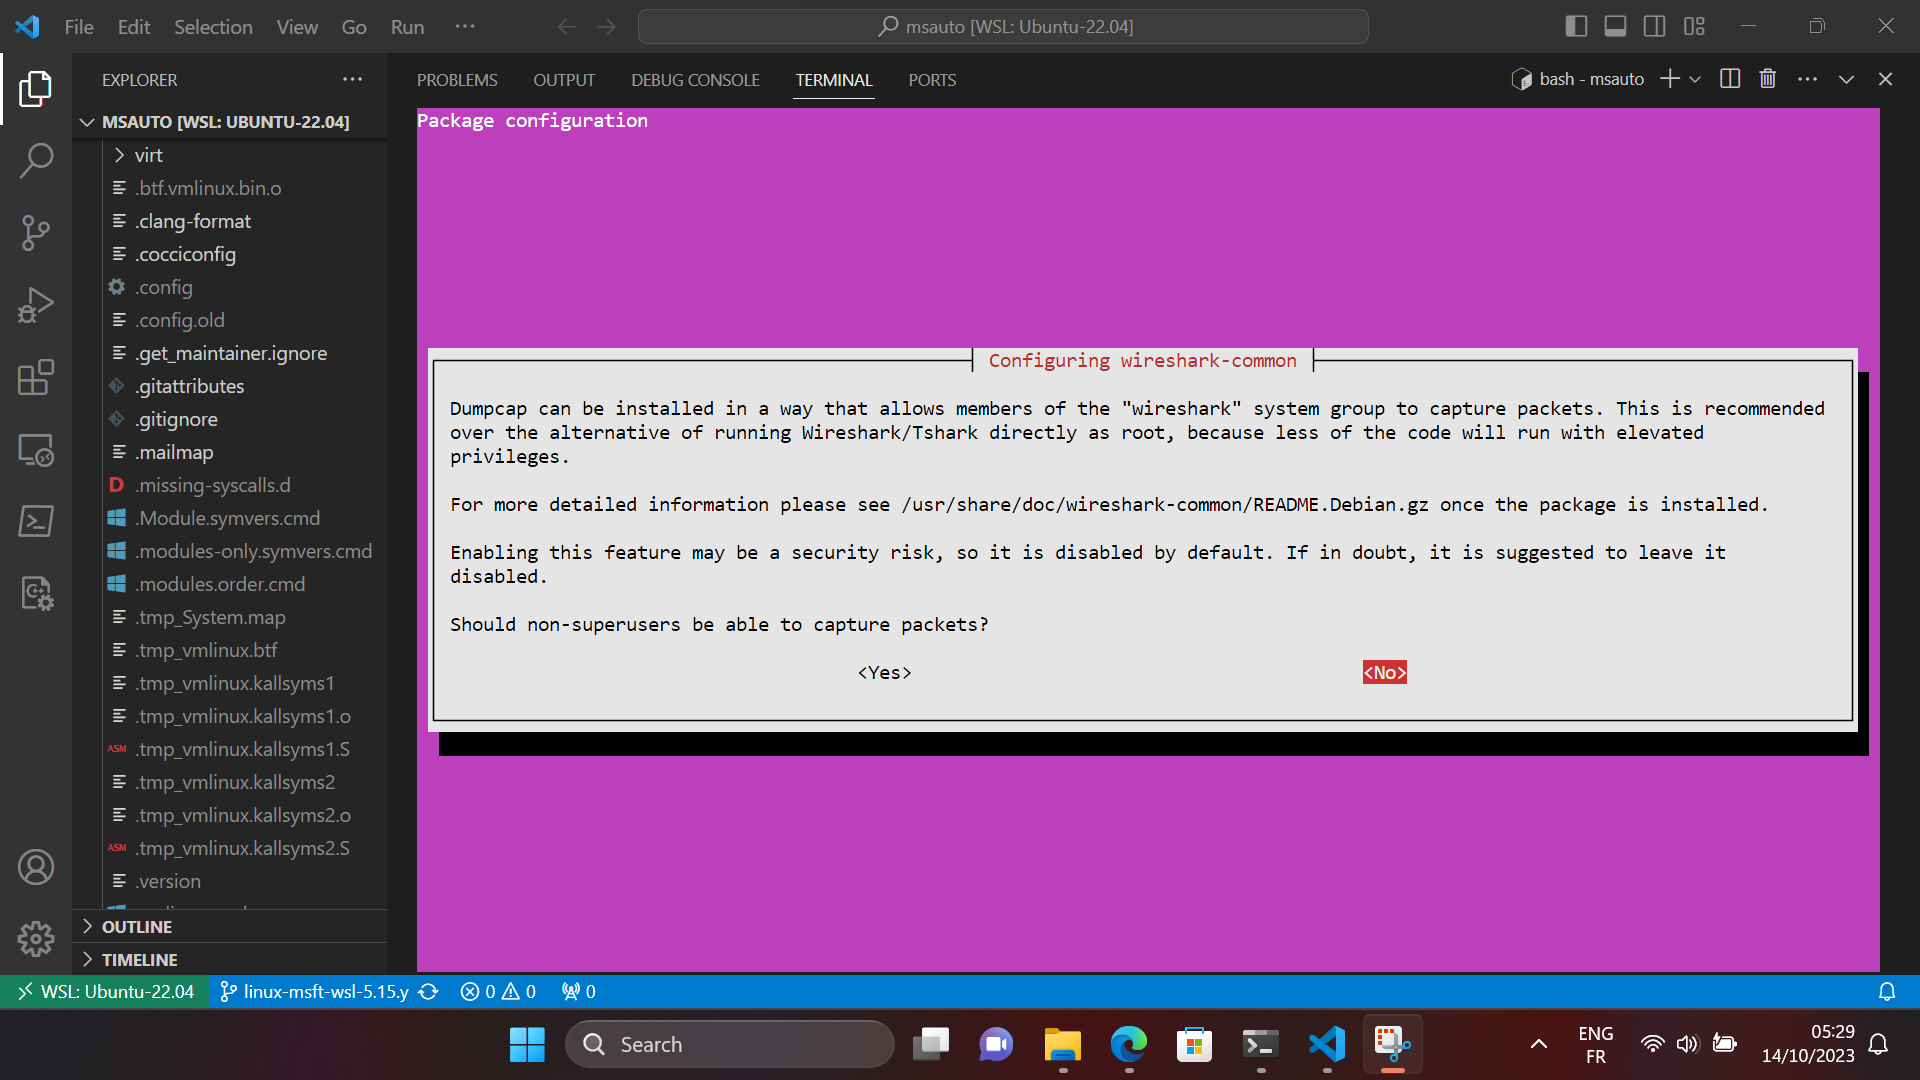 File Edit Selection View Go Run ···
msauto [WSL: Ubuntu-22.04]
EXPLORER
PROBLEMS OUTPUT DEBUG CONSOLE TERMINAL PORTS
bash - msauto
MSAUTO [WSL: UBUNTU-22.04]
virt
.btf.vmlinux.bin.o
.clang-format
.cocciconfig
.config
.config.old
.get_maintainer.ignore
.gitattributes
.gitignore
.mailmap
D .missing-syscalls.d
.Module.symvers.cmd
.modules-only.symvers.cmd
.modules.order.cmd
.tmp_System.map
.tmp_vmlinux.btf
.tmp_vmlinux.kallsyms1
.tmp_vmlinux.kallsyms1.o
ASM .tmp_vmlinux.kallsyms1.S
.tmp_vmlinux.kallsyms2
.tmp_vmlinux.kallsyms2.o
ASM .tmp_vmlinux.kallsyms2.S
.version
OUTLINE
TIMELINE
Package configuration
Configuring wireshark-common
Dumpcap can be installed in a way that allows members of the "wireshark" system group to capture packets. This is recommended
over the alternative of running Wireshark/Tshark directly as root, because less of the code will run with elevated
privileges.
For more detailed information please see /usr/share/doc/wireshark-common/README.Debian.gz once the package is installed.
Enabling this feature may be a security risk, so it is disabled by default. If in doubt, it is suggested to leave it
disabled.
Should non-superusers be able to capture packets?
<Yes> <No>
WSL: Ubuntu-22.04 linux-msft-wsl-5.15.y 0 0 0
Search
ENG
FR
05:29
14/10/2023